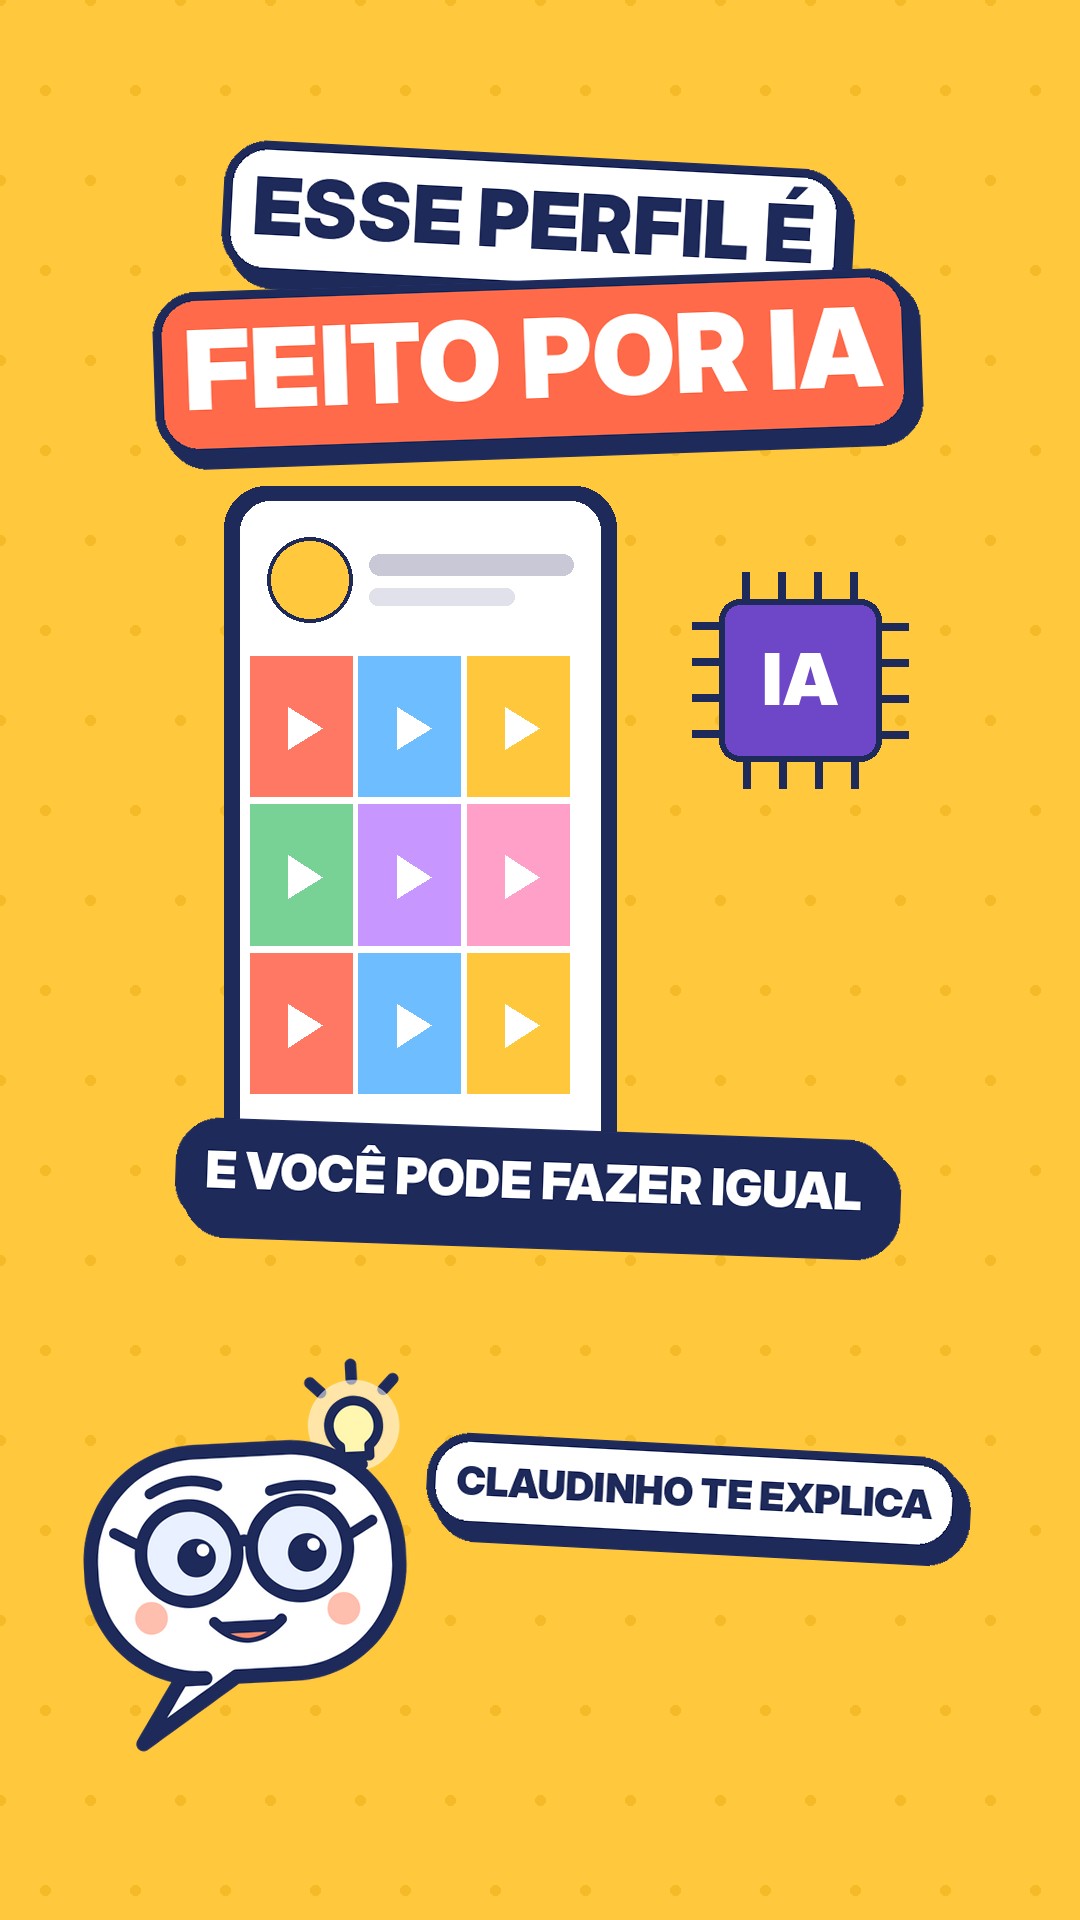 ESSE PERFIL É
FEITO POR IA
IA
E VOCÊ PODE FAZER IGUAL
CLAUDINHO TE EXPLICA